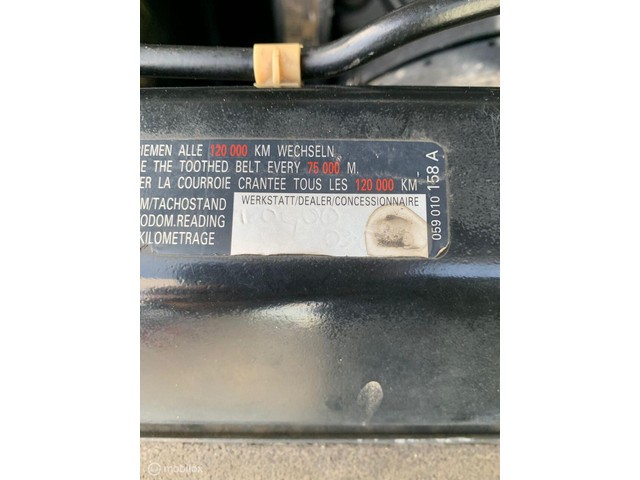 RIEMEN ALLE 120 000 KM WECHSELN
E THE TOOTHED BELT EVERY 75 000 M.
ER LA COURROIE CRANTEE TOUS LES 120 000 KM
M/TACHOSTAND WERKSTATT/DEALER/CONCESSIONNAIRE
ODOM.READING
KILOMETRAGE
059 010 158 A
mobilox